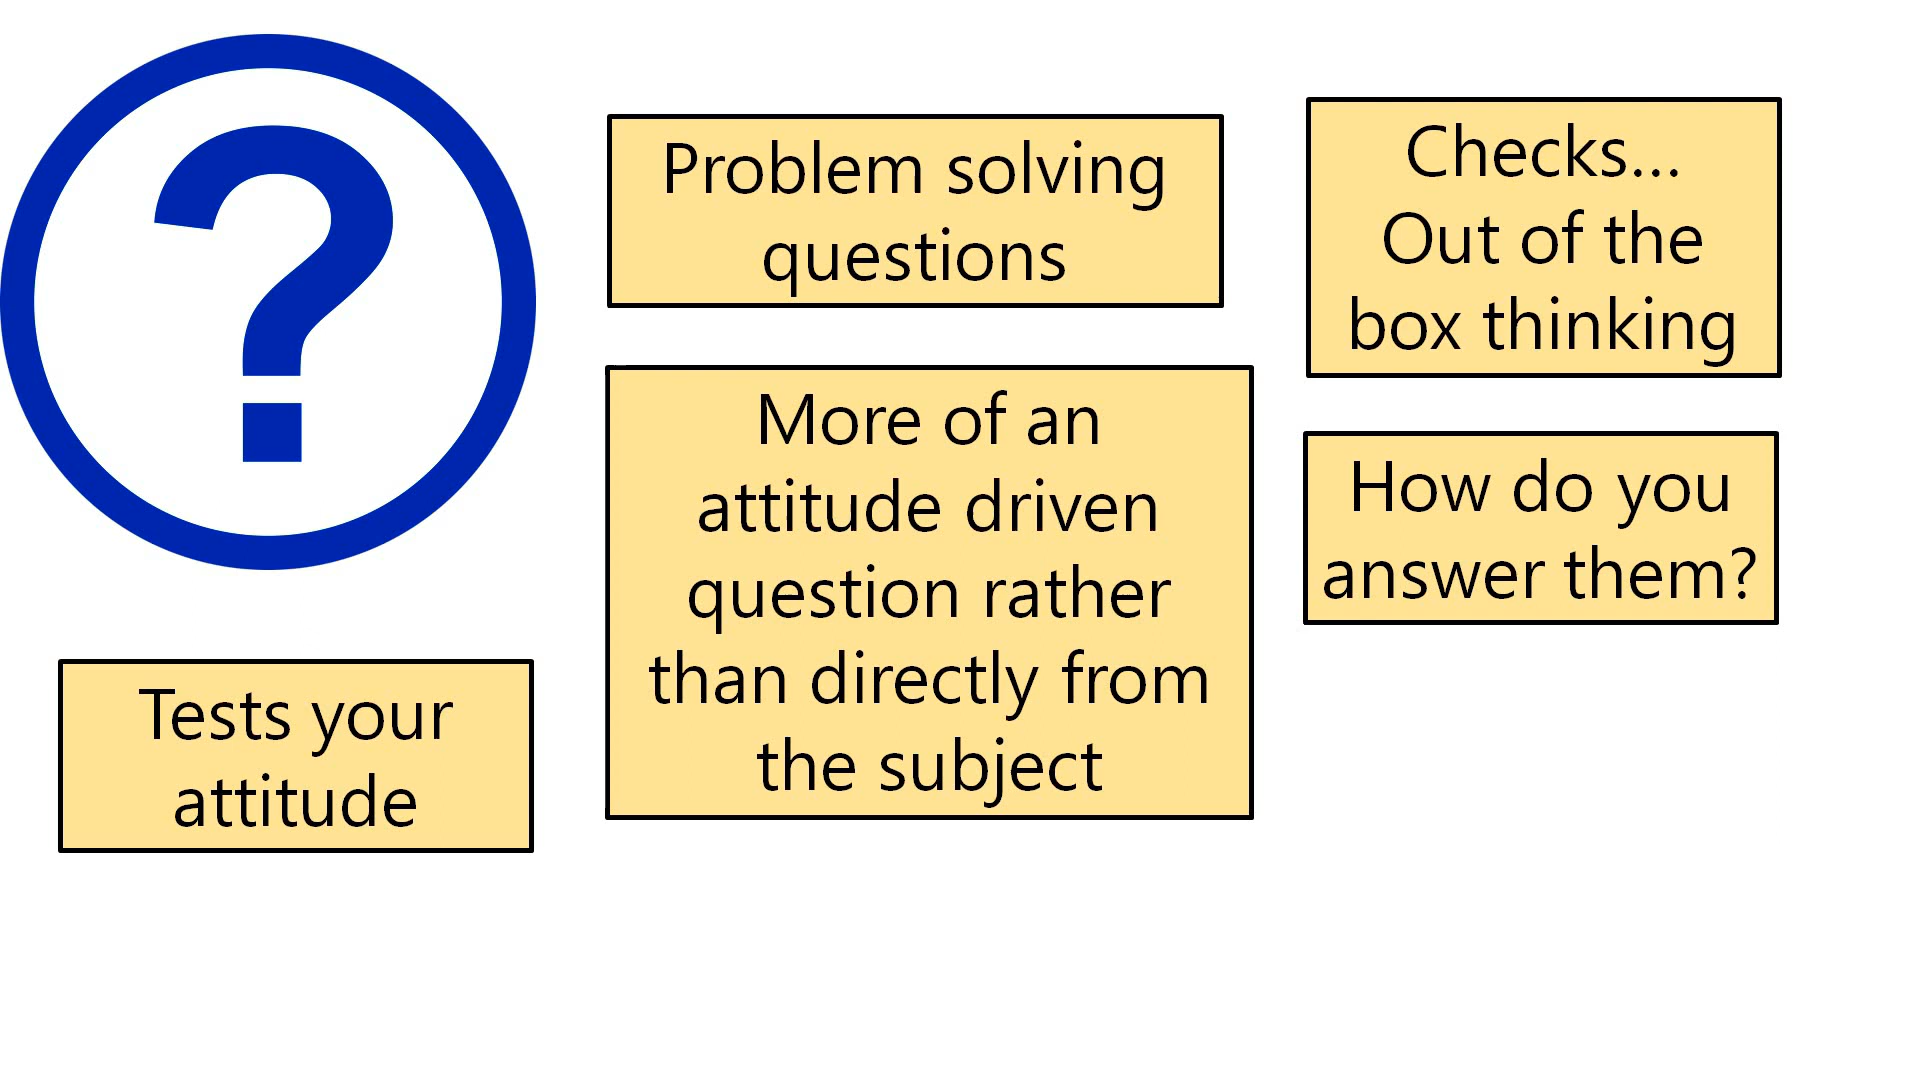 ?
Tests your
attitude
Problem solving
questions
More of an
attitude driven
question rather
than directly from
the subject
Checks...
Out of the
box thinking
How do you
answer them?